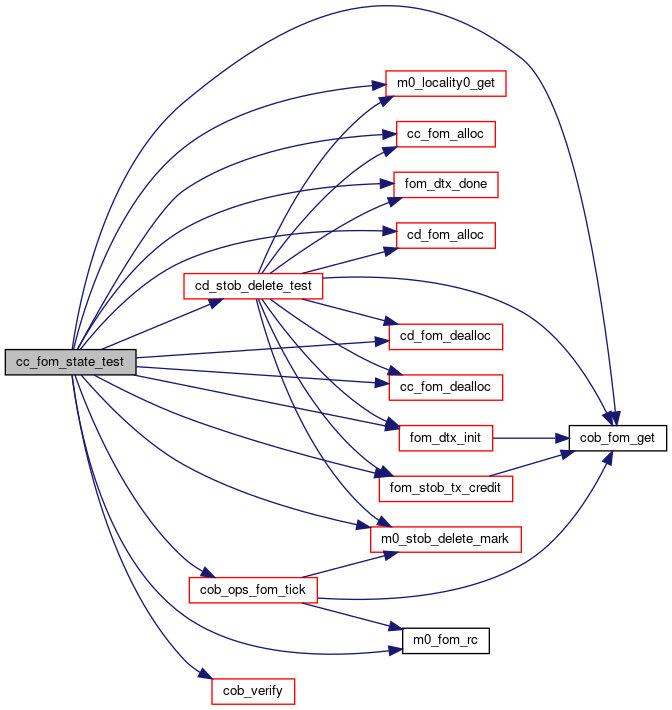 m0_locality0_get
cc_fom_alloc
fom_dtx_done
cd_fom_alloc
cd_stob_delete_test
cd_fom_dealloc
cc_fom_state_test
cc_fom_dealloc
fom_dtx_init
cob_fom_get
fom_stob_tx_credit
m0_stob_delete_mark
cob_ops_fom_tick
m0_fom_rc
cob_verify